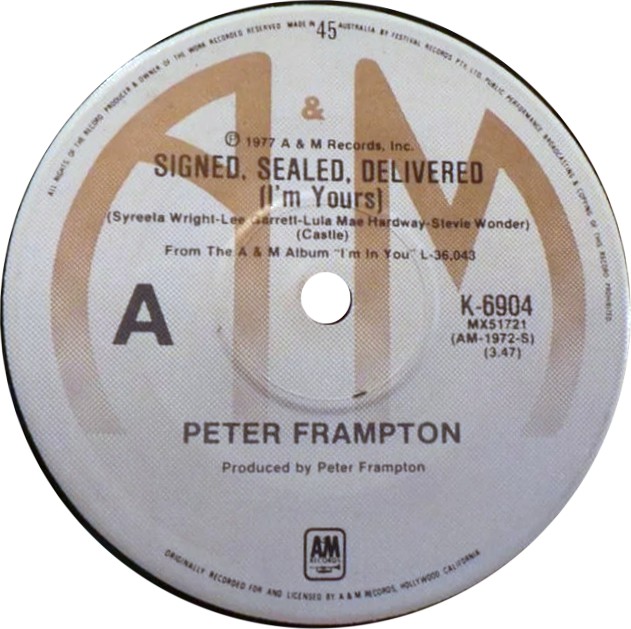 ALL RIGHTS OF THE RECORD PRODUCER & OWNER OF THE WORK RECORDED RESERVED. MADE IN AUSTRALIA BY FESTIVAL RECORDS PTY. LTD. PUBLIC PERFORMANCE, BROADCASTING & COPYING OF THIS RECORD PROHIBITED
45
A & M
℗ 1977 A & M Records, Inc.
SIGNED, SEALED, DELIVERED
(I'm Yours)
(Syreeta Wright-Lee Garrett-Lula Mae Hardway-Stevie Wonder)
(Castle)
From The A & M Album "I'm In You" L-36,043
A
K-6904
MX51721
(AM-1972-S)
(3.47)
PETER FRAMPTON
Produced by Peter Frampton
A&M
RECORDS
ORIGINALLY RECORDED FOR AND LICENSED BY A & M RECORDS, HOLLYWOOD CALIFORNIA